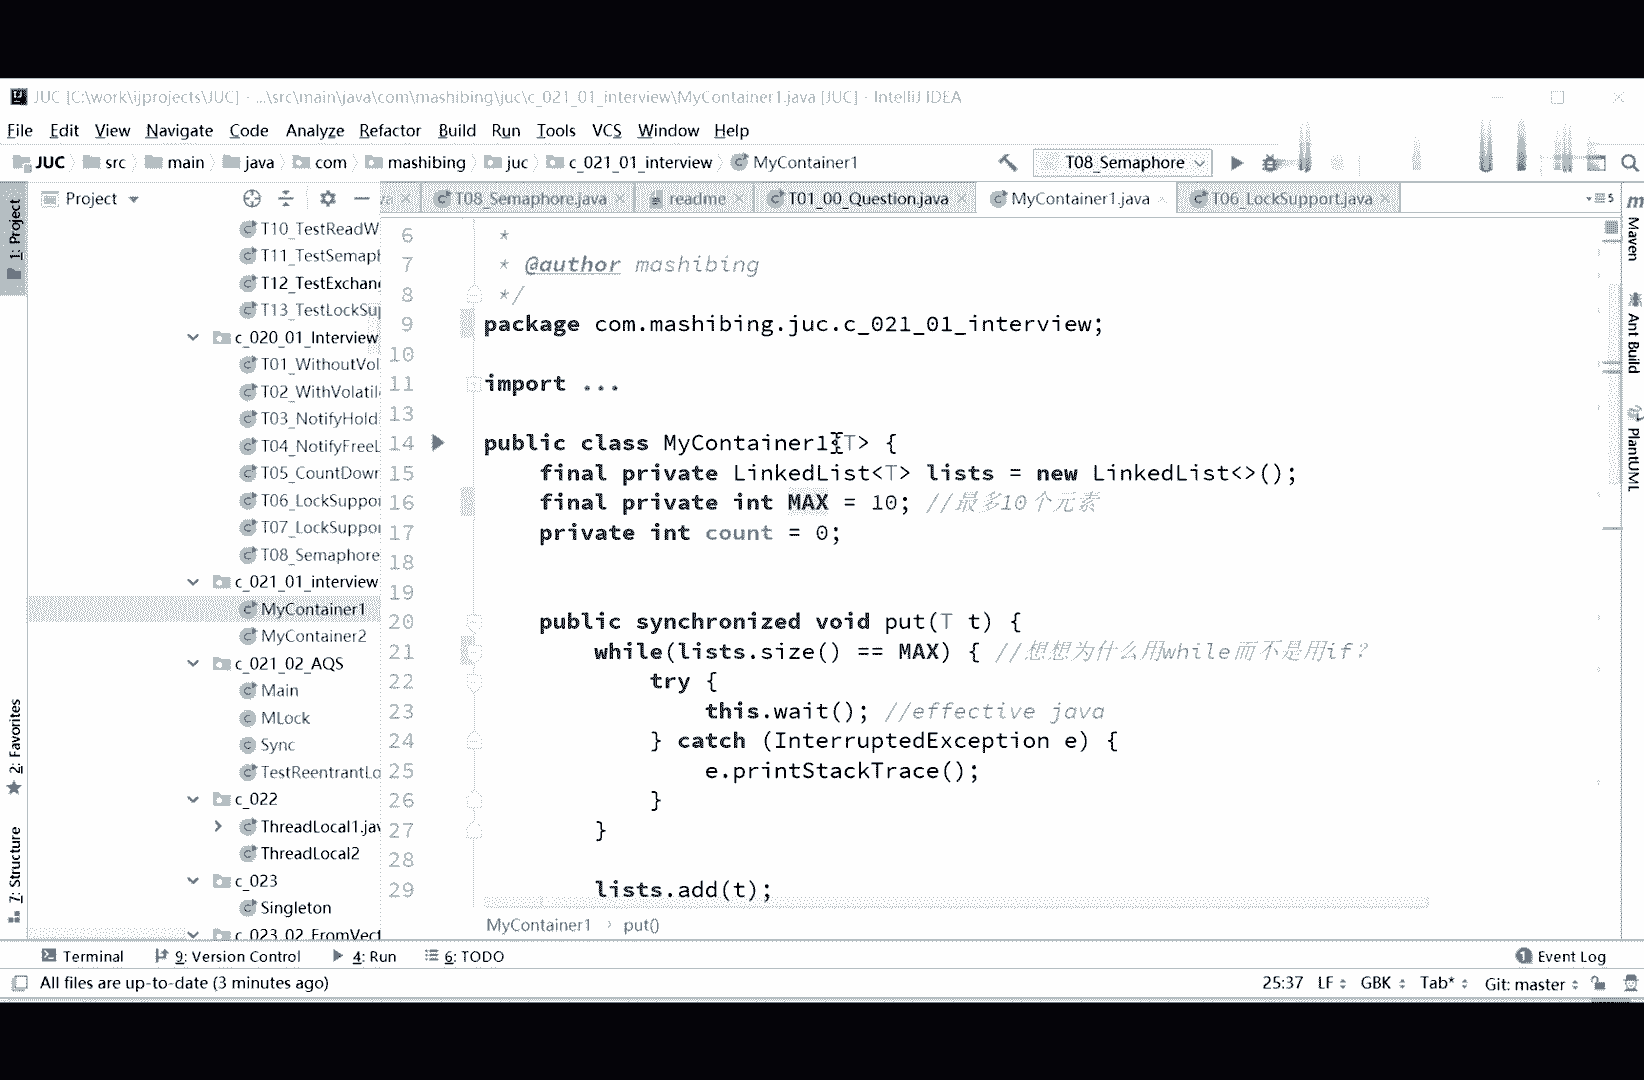 JUC [C:\work\ijprojects\JUC] - ...\src\main\java\com\mashibing\juc\c_021_01_interview\MyContainer1.java [JUC] - IntelliJ IDEA
File Edit View Navigate Code Analyze Refactor Build Run Tools VCS Window Help
JUC src main java com mashibing juc c_021_01_interview MyContainer1 T08_Semaphore
1: Project
Project
T08_Semaphore.java readme T01_00_Question.java MyContainer1.java T06_LockSupport.java 5
T10_TestReadW
T11_TestSemapl
T12_TestExchan
T13_TestLockSup
c_020_01_Interview
T01_WithoutVol
T02_WithVolatil
T03_NotifyHold
T04_NotifyFreeL
T05_CountDown
T06_LockSuppor
T07_LockSuppor
T08_Semaphore
c_021_01_interview
MyContainer1
MyContainer2
c_021_02_AQS
Main
MLock
Sync
TestReentrantLo
c_022
ThreadLocal1.jav
ThreadLocal2
c_023
Singleton
c_023_02_FromVect
2: Favorites
7: Structure
6 *
7 * @author mashibing
8 */
9 package com.mashibing.juc.c_021_01_interview;
10
11 import ...
13
14 public class MyContainer1<T> {
15 final private LinkedList<T> lists = new LinkedList<>();
16 final private int MAX = 10; //最多10个元素
17 private int count = 0;
18
19
20 public synchronized void put(T t) {
21 while(lists.size() == MAX) { //想想为什么用while而不是用if?
22 try {
23 this.wait(); //effective java
24 } catch (InterruptedException e) {
25 e.printStackTrace();
26 }
27 }
28
29 lists.add(t);
MyContainer1 › put()
Maven
Ant Build
PlantUML
Terminal 9: Version Control 4: Run 6: TODO 1 Event Log
All files are up-to-date (3 minutes ago) 25:37 LF GBK Tab* Git: master